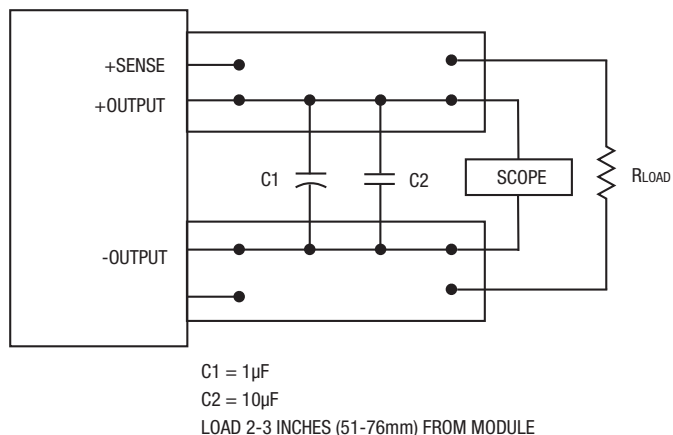 +SENSE
+OUTPUT
C1
C2
SCOPE
RLOAD
-OUTPUT
C1 = 1µF
C2 = 10µF
LOAD 2-3 INCHES (51-76mm) FROM MODULE